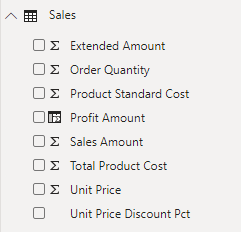 Sales
Extended Amount
Order Quantity
Product Standard Cost
Profit Amount
Sales Amount
Total Product Cost
Unit Price
Unit Price Discount Pct